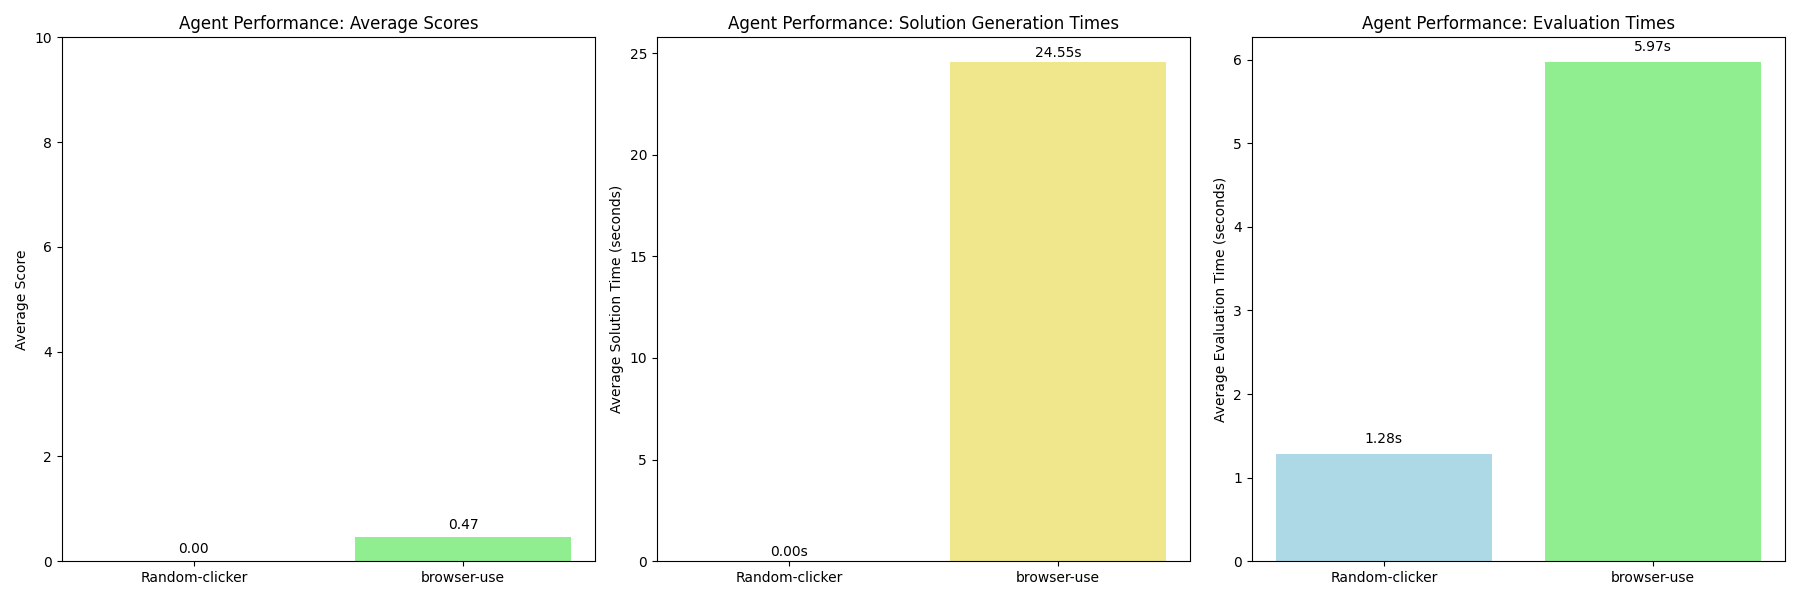 Agent Performance: Average Scores
Average Score
10
8
6
4
2
0
0.00
0.47
Random-clicker
browser-use
Agent Performance: Solution Generation Times
Average Solution Time (seconds)
25
20
15
10
5
0
0.00s
24.55s
Random-clicker
browser-use
Agent Performance: Evaluation Times
Average Evaluation Time (seconds)
6
5
4
3
2
1
0
1.28s
5.97s
Random-clicker
browser-use